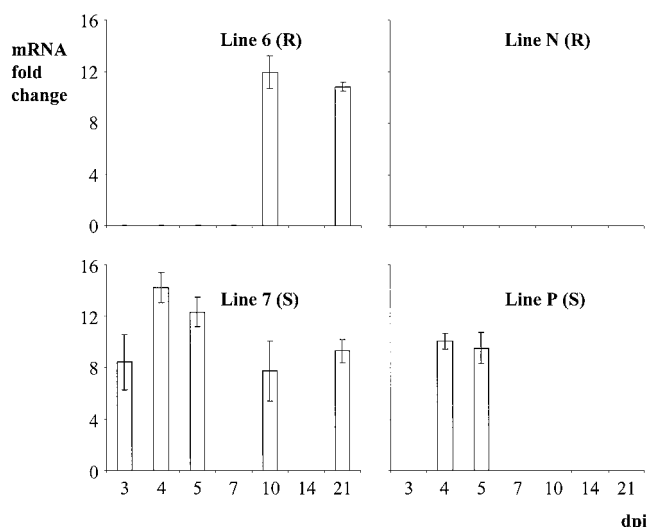 mRNA
fold
change
Line 6 (R)
Line N (R)
16
12
8
4
0
Line 7 (S)
Line P (S)
16
12
8
4
0
3 4 5 7 10 14 21
3 4 5 7 10 14 21
dpi